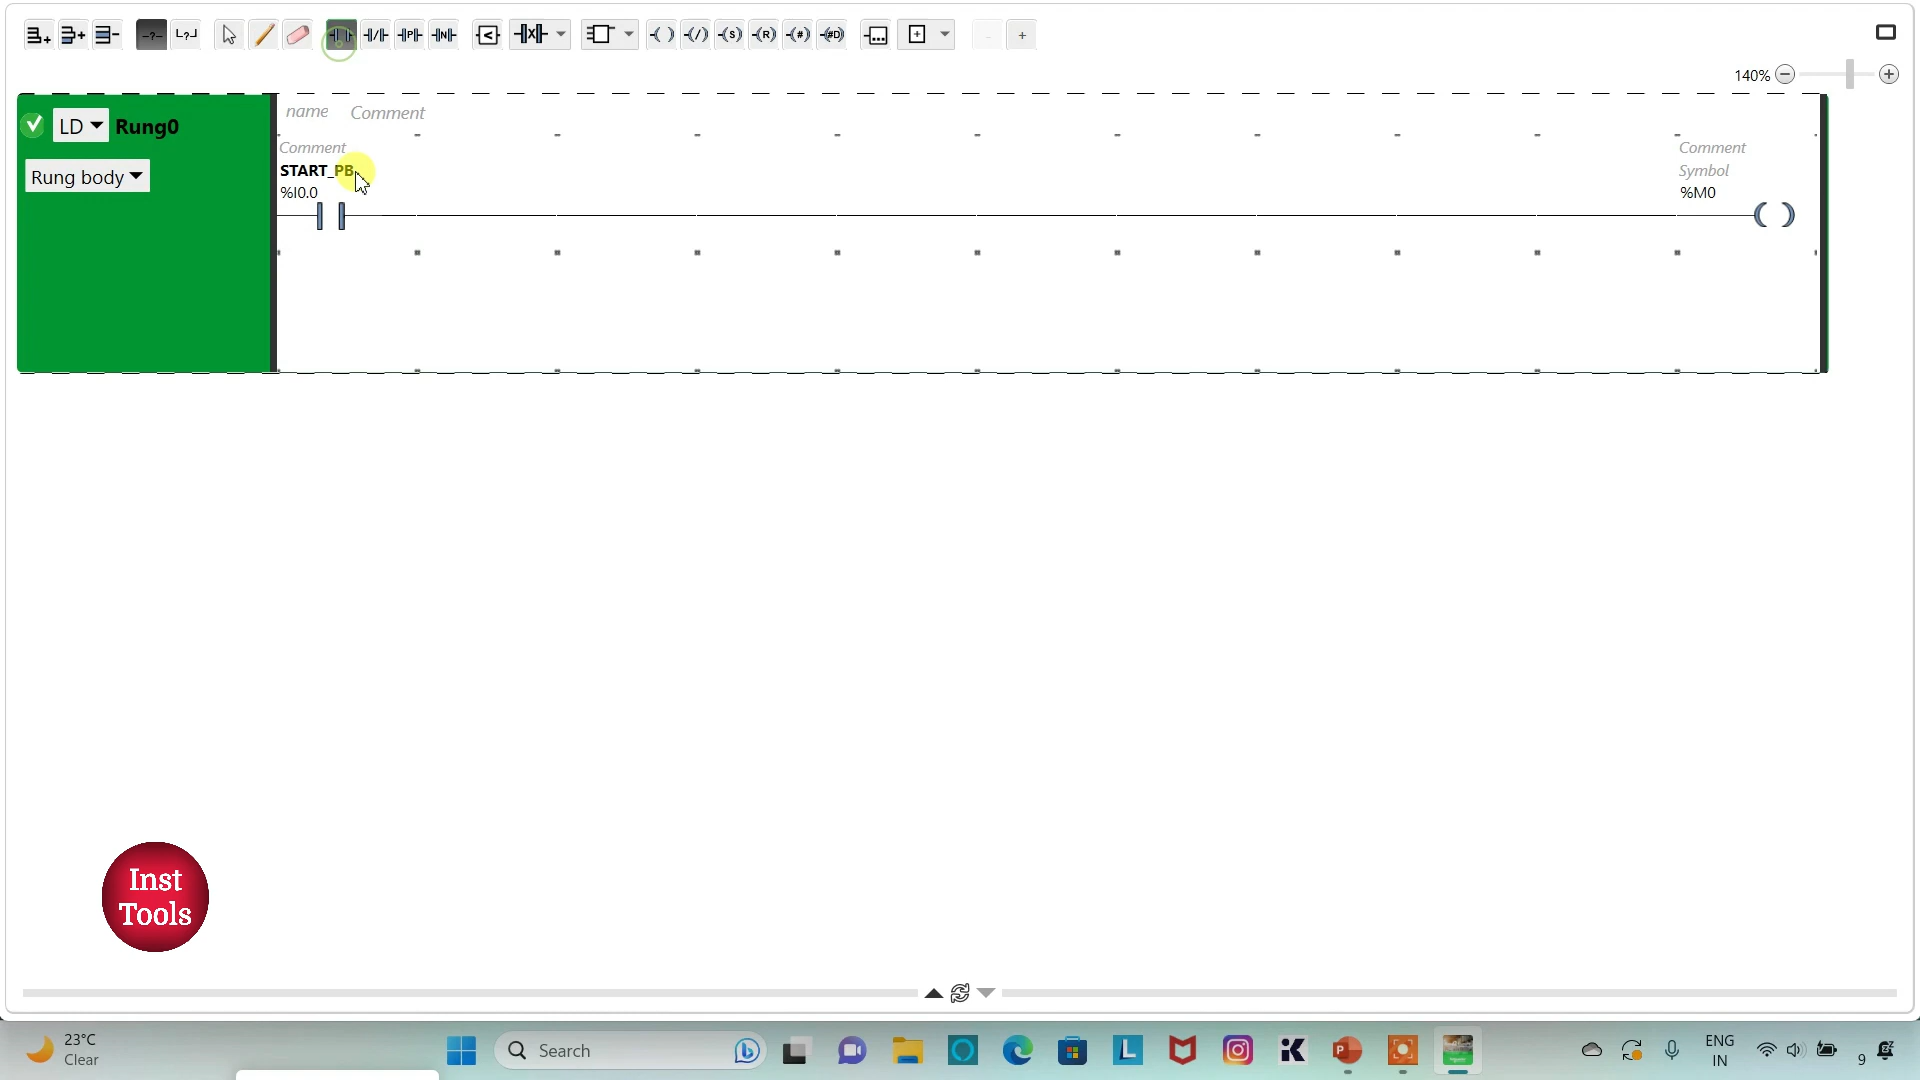 140%
LD Rung0
name Comment
Comment
START_PB
%I0.0
Comment
Symbol
%M0
Rung body
Inst
Tools
23°C
Clear
Search
ENG
IN
9